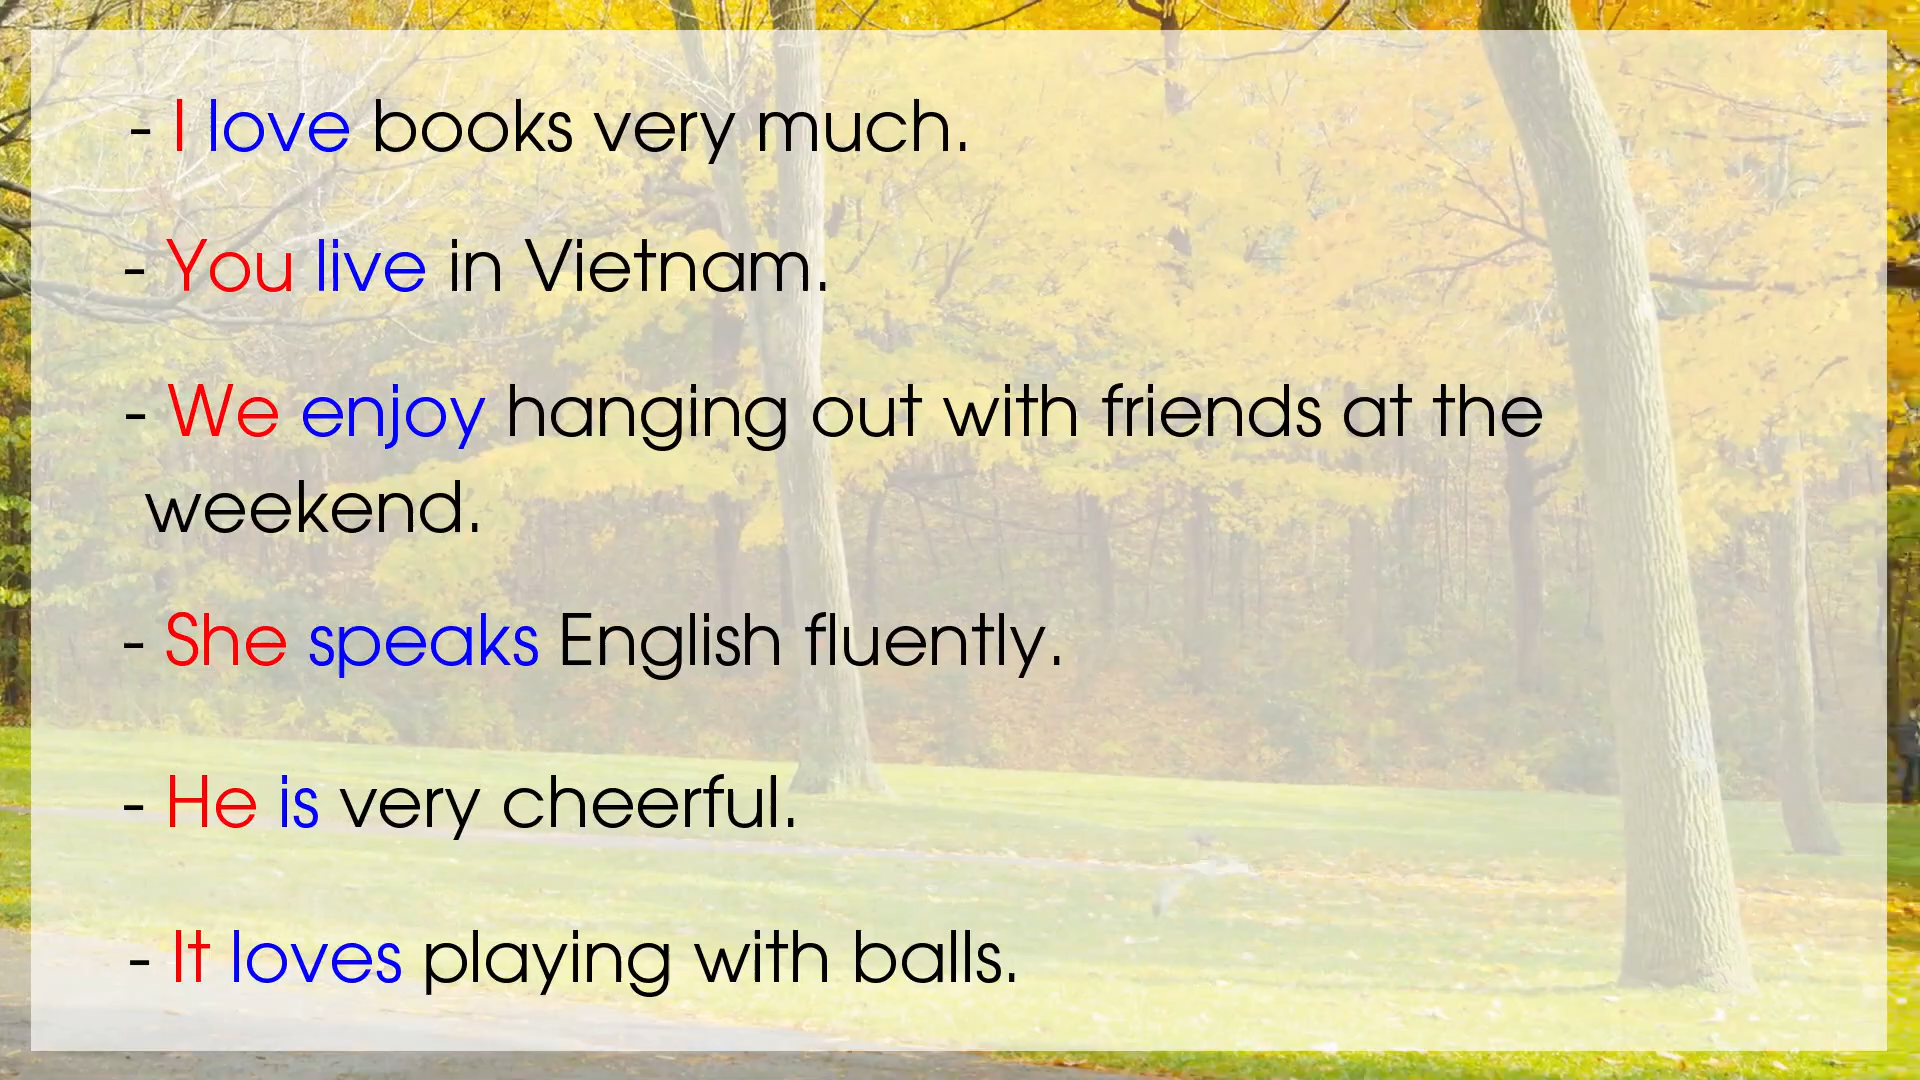 - I love books very much.
- You live in Vietnam.
- We enjoy hanging out with friends at the
weekend.
- She speaks English fluently.
- He is very cheerful.
- It loves playing with balls.